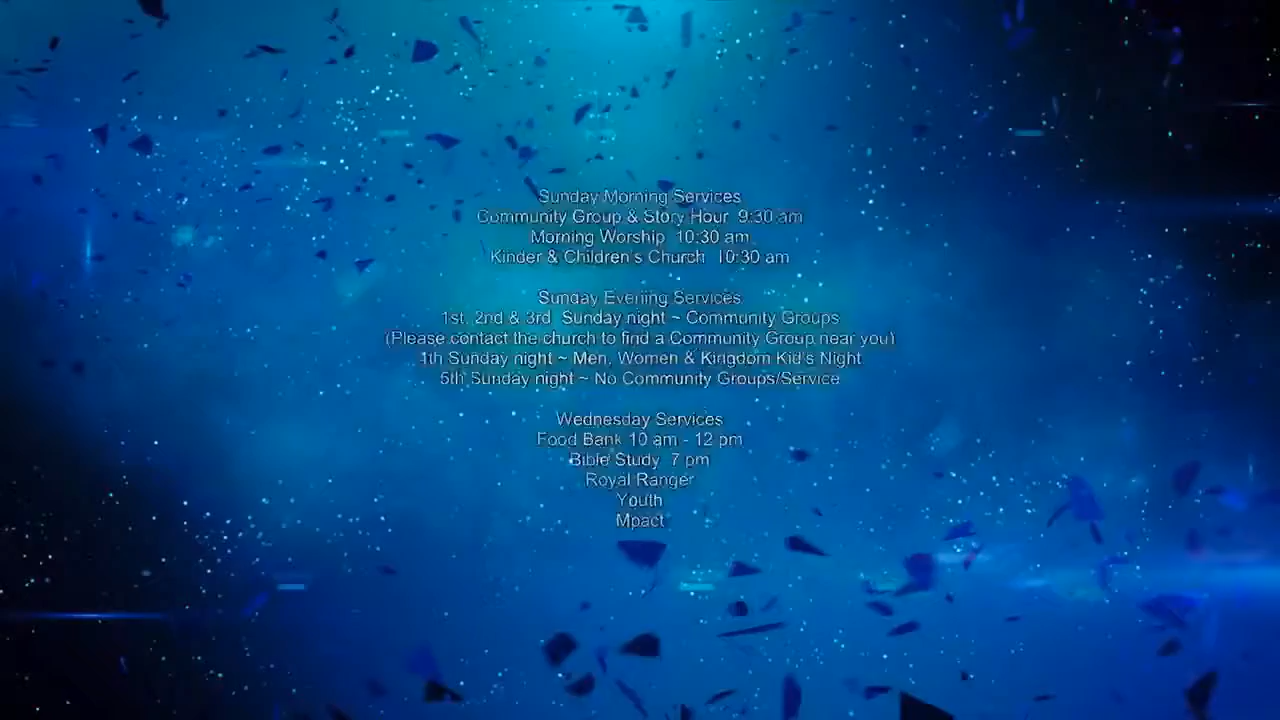 Sunday Morning Services
Community Group & Story Hour 9:30 am
Morning Worship 10:30 am
Kinder & Children's Church 10:30 am
Sunday Evening Services
1st, 2nd & 3rd Sunday night ~ Community Groups
(Please contact the church to find a Community Group near you)
4th Sunday night ~ Men, Women & Kingdom Kid's Night
5th Sunday night ~ No Community Groups/Service
Wednesday Services
Food Bank 10 am - 12 pm
Bible Study 7 pm
Royal Ranger
Youth
Mpact